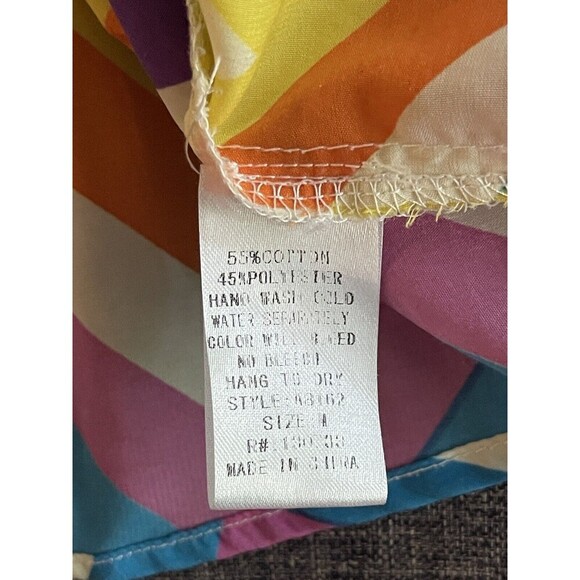 55%COTTON
45%POLYESTER
HAND WASH COLD
WATER SEPARATELY
COLOR WILL BLEED
NO BLEECH
HANG TO DRY
STYLE:
SIZE M
R#.
MADE IN CHINA